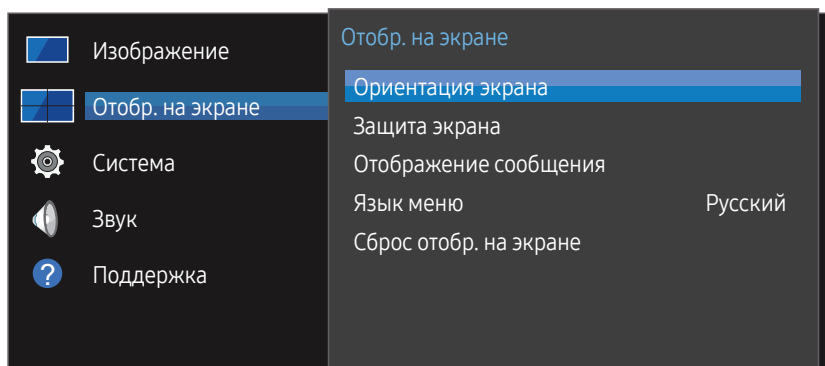 Изображение
Отобр. на экране
Система
Звук
? Поддержка
Отобр. на экране
Ориентация экрана
Защита экрана
Отображение сообщения
Язык меню Русский
Сброс отобр. на экране